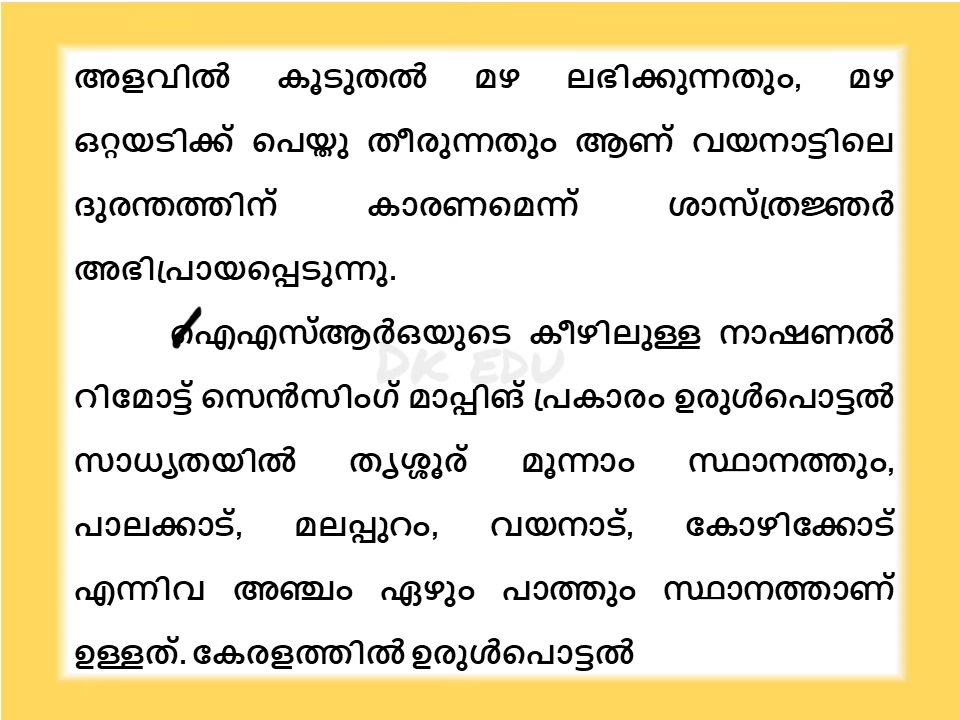 അളവിൽ കൂടുതൽ മഴ ലഭിക്കുന്നതും, മഴ
ഒറ്റയടിക്ക് പെയ്തു തീരുന്നതും ആണ് വയനാട്ടിലെ
ദുരന്തത്തിന് കാരണമെന്ന് ശാസ്ത്രജ്ഞർ
അഭിപ്രായപ്പെടുന്നു.
ഐഎസ്ആർഒയുടെ കീഴിലുള്ള നാഷണൽ
DK EDU
റിമോട്ട് സെൻസിംഗ് മാപ്പിങ് പ്രകാരം ഉരുൾപൊട്ടൽ
സാധ്യതയിൽ തൃശ്ശൂര് മൂന്നാം സ്ഥാനത്തും,
പാലക്കാട്, മലപ്പുറം, വയനാട്, കോഴിക്കോട്
എന്നിവ അഞ്ചം ഏഴും പാത്തും സ്ഥാനത്താണ്
ഉള്ളത്. കേരളത്തിൽ ഉരുൾപൊട്ടൽ